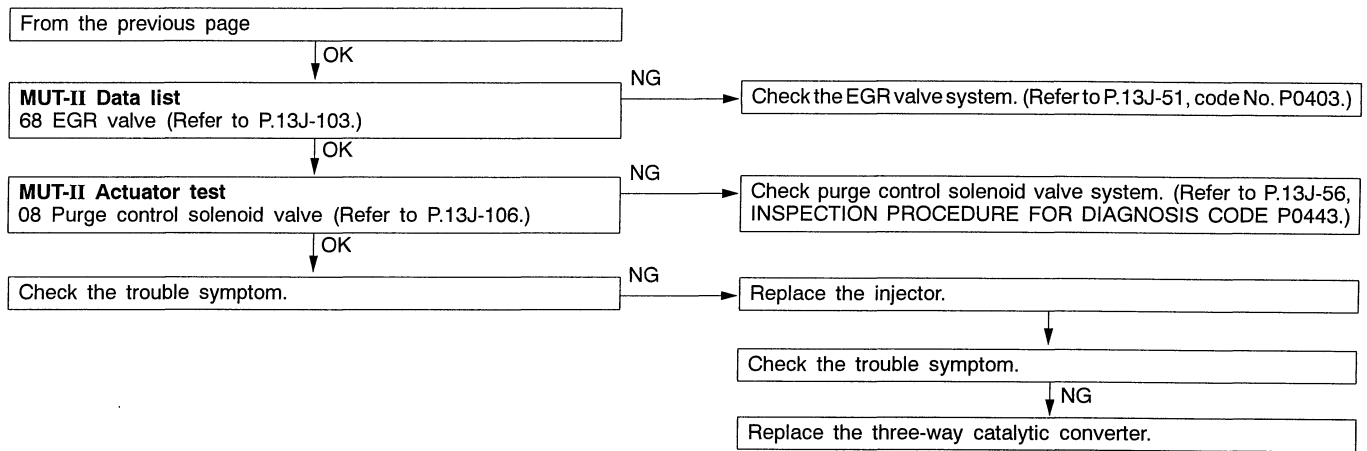 From the previous page
OK
MUT-II Data list
68 EGR valve (Refer to P.13J-103.)
NG
Check the EGR valve system. (Refer to P.13J-51, code No. P0403.)
OK
MUT-II Actuator test
08 Purge control solenoid valve (Refer to P.13J-106.)
NG
Check purge control solenoid valve system. (Refer to P.13J-56,
INSPECTION PROCEDURE FOR DIAGNOSIS CODE P0443.)
OK
Check the trouble symptom.
NG
Replace the injector.
Check the trouble symptom.
NG
Replace the three-way catalytic converter.